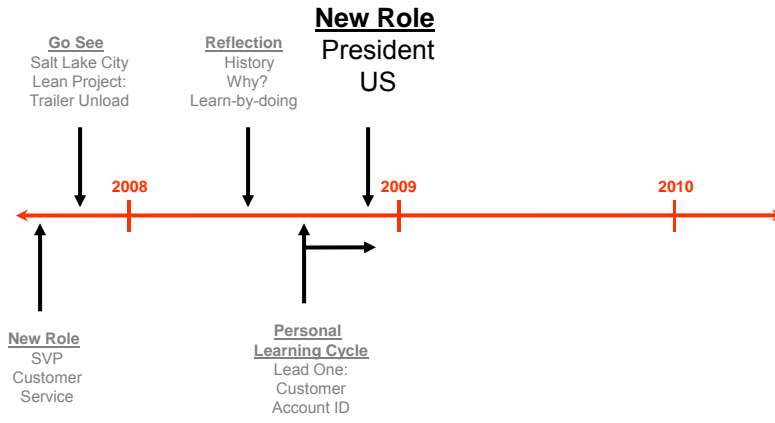 New Role
President
US
Go See
Salt Lake City
Lean Project:
Trailer Unload
Reflection
History
Why?
Learn-by-doing
2008
2009
2010
New Role
SVP
Customer
Service
Personal
Learning Cycle
Lead One:
Customer
Account ID